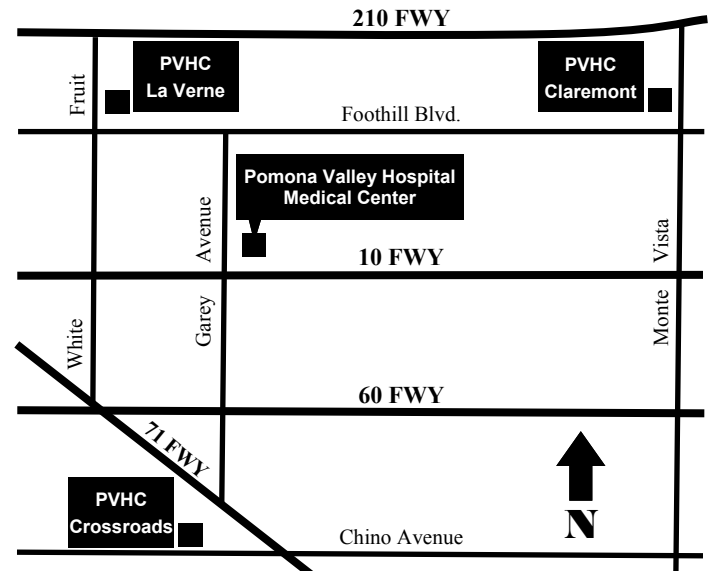 210 FWY
PVHC
La Verne
PVHC
Claremont
Fruit
Foothill Blvd.
Pomona Valley Hospital
Medical Center
Avenue
Vista
10 FWY
Garey
Monte
White
60 FWY
71 FWY
PVHC
Crossroads
N
Chino Avenue